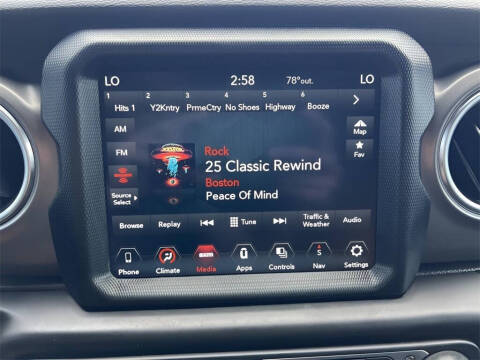 LO 2:58 78°out. LO
1 2 3 4 5 6
Hits 1 Y2Kntry PrmeCtry No Shoes Highway Booze
AM
Map
FM
Rock
Fav
25 Classic Rewind
Boston
Source
Select
Peace Of Mind
Browse Replay Tune Traffic &
Weather Audio
Phone Climate Media Apps Controls Nav Settings